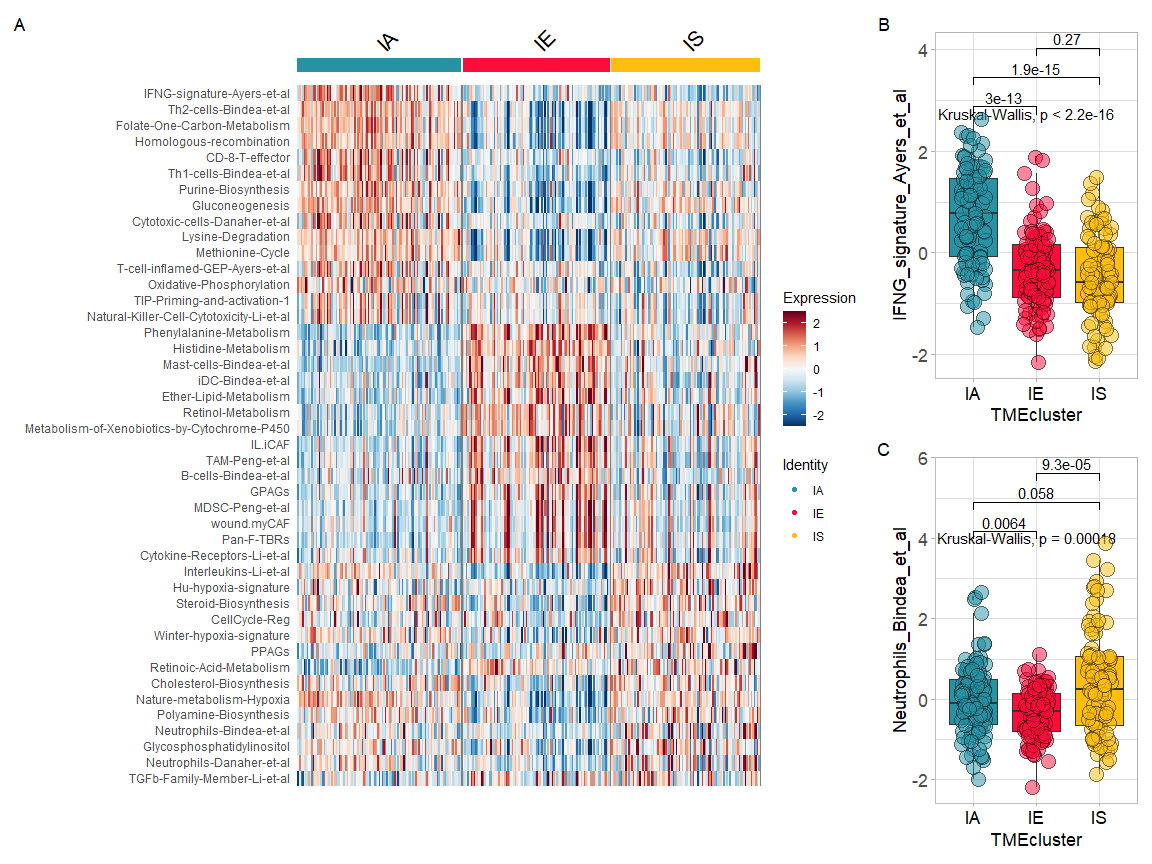 A
IA
IE
IS
IFNG-signature-Ayers-et-al
Th2-cells-Bindea-et-al
Folate-One-Carbon-Metabolism
Homologous-recombination
CD-8-T-effector
Th1-cells-Bindea-et-al
Purine-Biosynthesis
Gluconeogenesis
Cytotoxic-cells-Danaher-et-al
Lysine-Degradation
Methionine-Cycle
T-cell-inflamed-GEP-Ayers-et-al
Oxidative-Phosphorylation
TIP-Priming-and-activation-1
Natural-Killer-Cell-Cytotoxicity-Li-et-al
Phenylalanine-Metabolism
Histidine-Metabolism
Mast-cells-Bindea-et-al
iDC-Bindea-et-al
Ether-Lipid-Metabolism
Retinol-Metabolism
Metabolism-of-Xenobiotics-by-Cytochrome-P450
IL.iCAF
TAM-Peng-et-al
B-cells-Bindea-et-al
GPAGs
MDSC-Peng-et-al
wound.myCAF
Pan-F-TBRs
Cytokine-Receptors-Li-et-al
Interleukins-Li-et-al
Hu-hypoxia-signature
Steroid-Biosynthesis
CellCycle-Reg
Winter-hypoxia-signature
PPAGs
Retinoic-Acid-Metabolism
Cholesterol-Biosynthesis
Nature-metabolism-Hypoxia
Polyamine-Biosynthesis
Neutrophils-Bindea-et-al
Glycosphosphatidylinositol
Neutrophils-Danaher-et-al
TGFb-Family-Member-Li-et-al
Expression
2
1
0
-1
-2
Identity
IA
IE
IS
B
IFNG_signature_Ayers_et_al
4
2
0
-2
0.27
1.9e-15
3e-13
Kruskal-Wallis, p < 2.2e-16
IA
IE
IS
TMEcluster
C
Neutrophils_Bindea_et_al
6
4
2
0
-2
9.3e-05
0.058
0.0064
Kruskal-Wallis, p = 0.00018
IA
IE
IS
TMEcluster